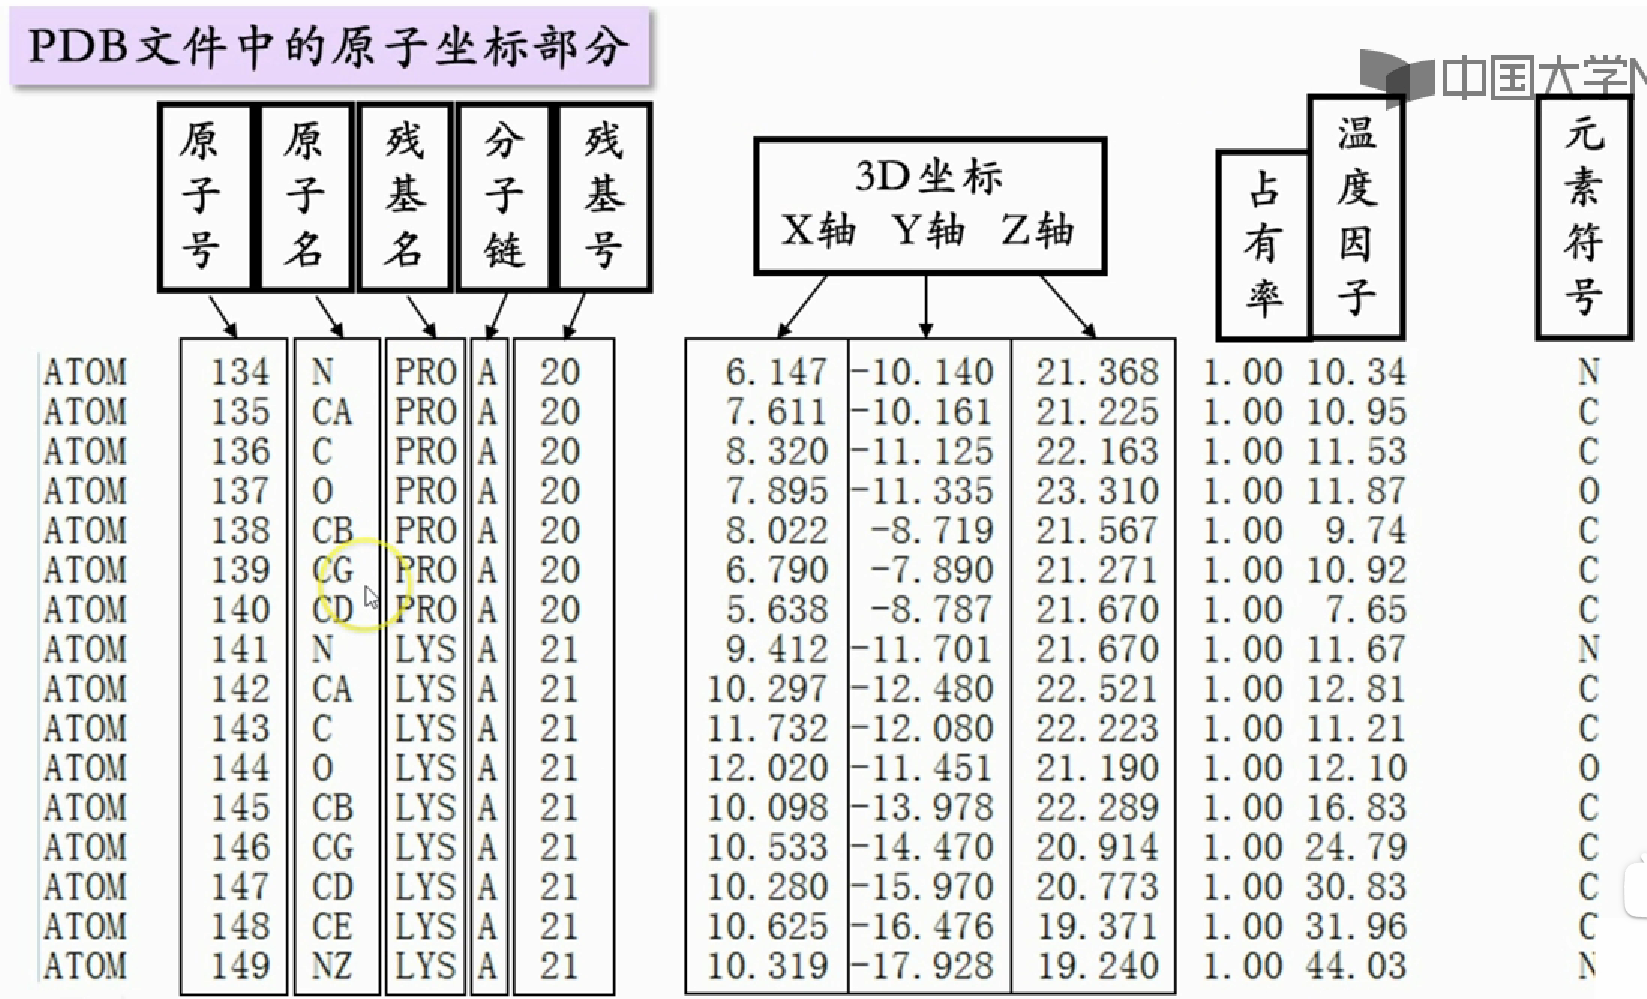 PDB文件中的原子坐标部分
中国大学
原子号 原子名 残基名 分子链 残基号
3D坐标
X轴 Y轴 Z轴
占有率 温度因子 元素符号
ATOM 134 N PRO A 20 6.147 -10.140 21.368 1.00 10.34 N
ATOM 135 CA PRO A 20 7.611 -10.161 21.225 1.00 10.95 C
ATOM 136 C PRO A 20 8.320 -11.125 22.163 1.00 11.53 C
ATOM 137 O PRO A 20 7.895 -11.335 23.310 1.00 11.87 O
ATOM 138 CB PRO A 20 8.022 -8.719 21.567 1.00 9.74 C
ATOM 139 CG PRO A 20 6.790 -7.890 21.271 1.00 10.92 C
ATOM 140 CD PRO A 20 5.638 -8.787 21.670 1.00 7.65 C
ATOM 141 N LYS A 21 9.412 -11.701 21.670 1.00 11.67 N
ATOM 142 CA LYS A 21 10.297 -12.480 22.521 1.00 12.81 C
ATOM 143 C LYS A 21 11.732 -12.080 22.223 1.00 11.21 C
ATOM 144 O LYS A 21 12.020 -11.451 21.190 1.00 12.10 O
ATOM 145 CB LYS A 21 10.098 -13.978 22.289 1.00 16.83 C
ATOM 146 CG LYS A 21 10.533 -14.470 20.914 1.00 24.79 C
ATOM 147 CD LYS A 21 10.280 -15.970 20.773 1.00 30.83 C
ATOM 148 CE LYS A 21 10.625 -16.476 19.371 1.00 31.96 C
ATOM 149 NZ LYS A 21 10.319 -17.928 19.240 1.00 44.03 N